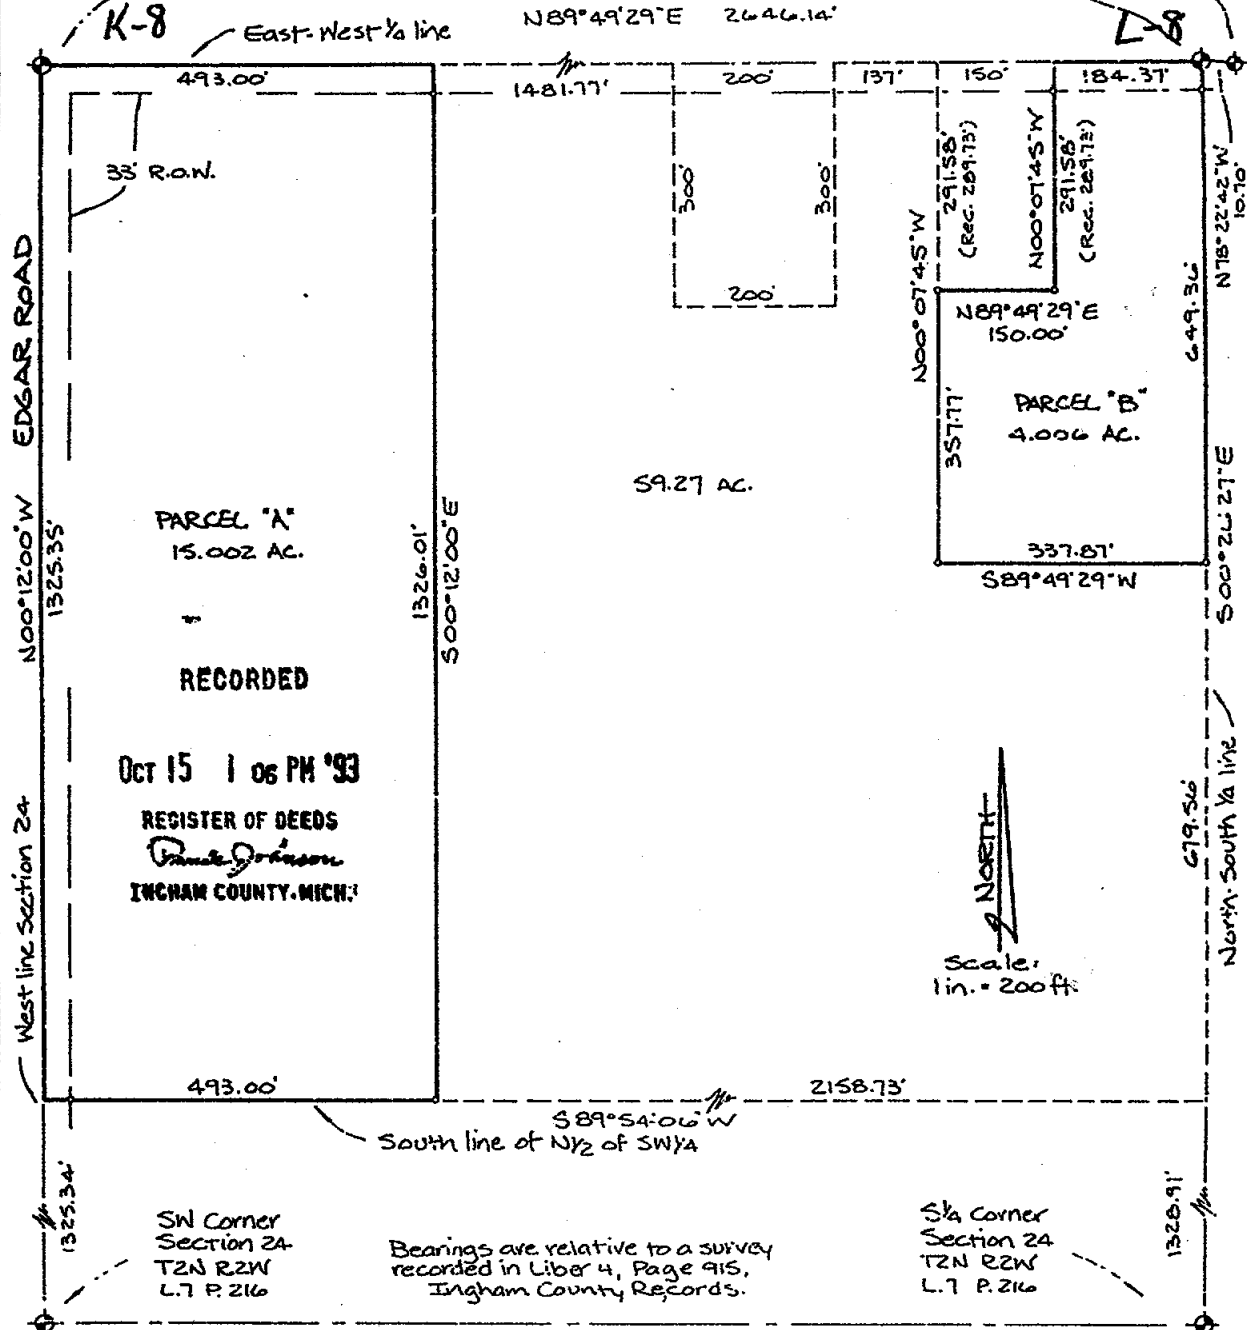 K-8
East-West 1/4 line
N89°49'29"E 2646.14'
L-8
493.00'
1481.77'
200'
137'
150'
184.37'
33' R.O.W.
300'
300'
200'
N00°07'45"W
291.58'
(Rec. 289.73')
N00°07'45"W
291.58'
(Rec. 289.73')
N78°22'42"W
10.70'
N89°49'29"E
150.00'
649.36'
357.77'
PARCEL "B"
4.006 AC.
337.87'
S89°49'29"W
S00°26'27"E
59.27 AC.
EDGAR ROAD
N00°12'00"W
1325.35'
PARCEL "A"
15.002 AC.
1326.01'
S00°12'00"E
RECORDED
OCT 15 1 06 PM '93
REGISTER OF DEEDS
Johnson
INGHAM COUNTY, MICH.
West line Section 24
NORTH
Scale:
1 in. = 200 ft.
679.56'
North-South 1/4 line
493.00'
2158.73'
S89°54'06"W
South line of N1/2 of SW1/4
1325.34'
1328.91'
SW Corner
Section 24
T2N R2W
L.7 P.216
Bearings are relative to a survey
recorded in Liber 4, Page 915,
Ingham County Records.
S1/4 Corner
Section 24
T2N R2W
L.7 P.216